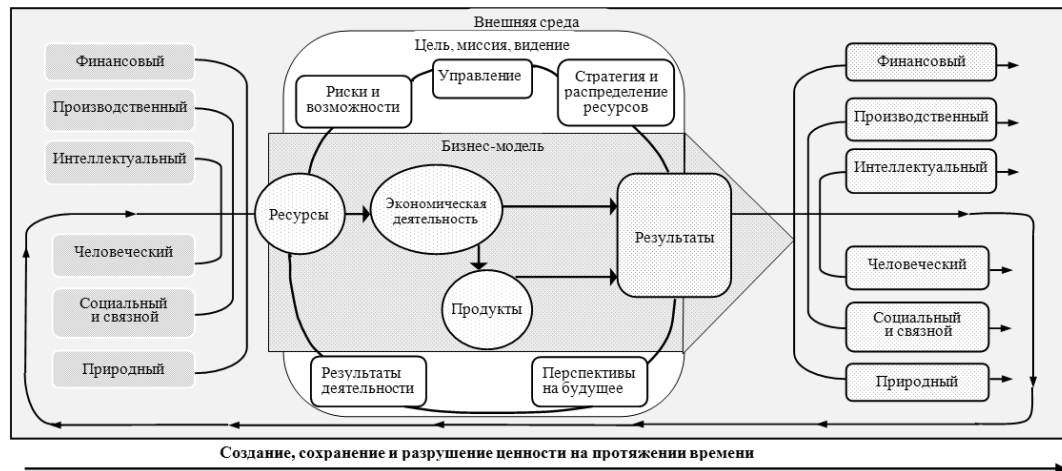 Внешняя среда
Цель, миссия, видение
Финансовый
Производственный
Интеллектуальный
Человеческий
Социальный
и связной
Природный
Риски и
возможности
Управление
Стратегия и
распределение
ресурсов
Бизнес-модель
Ресурсы
Экономическая
деятельность
Продукты
Результаты
Результаты
деятельности
Перспективы
на будущее
Финансовый
Производственный
Интеллектуальный
Человеческий
Социальный
и связной
Природный
Создание, сохранение и разрушение ценности на протяжении времени